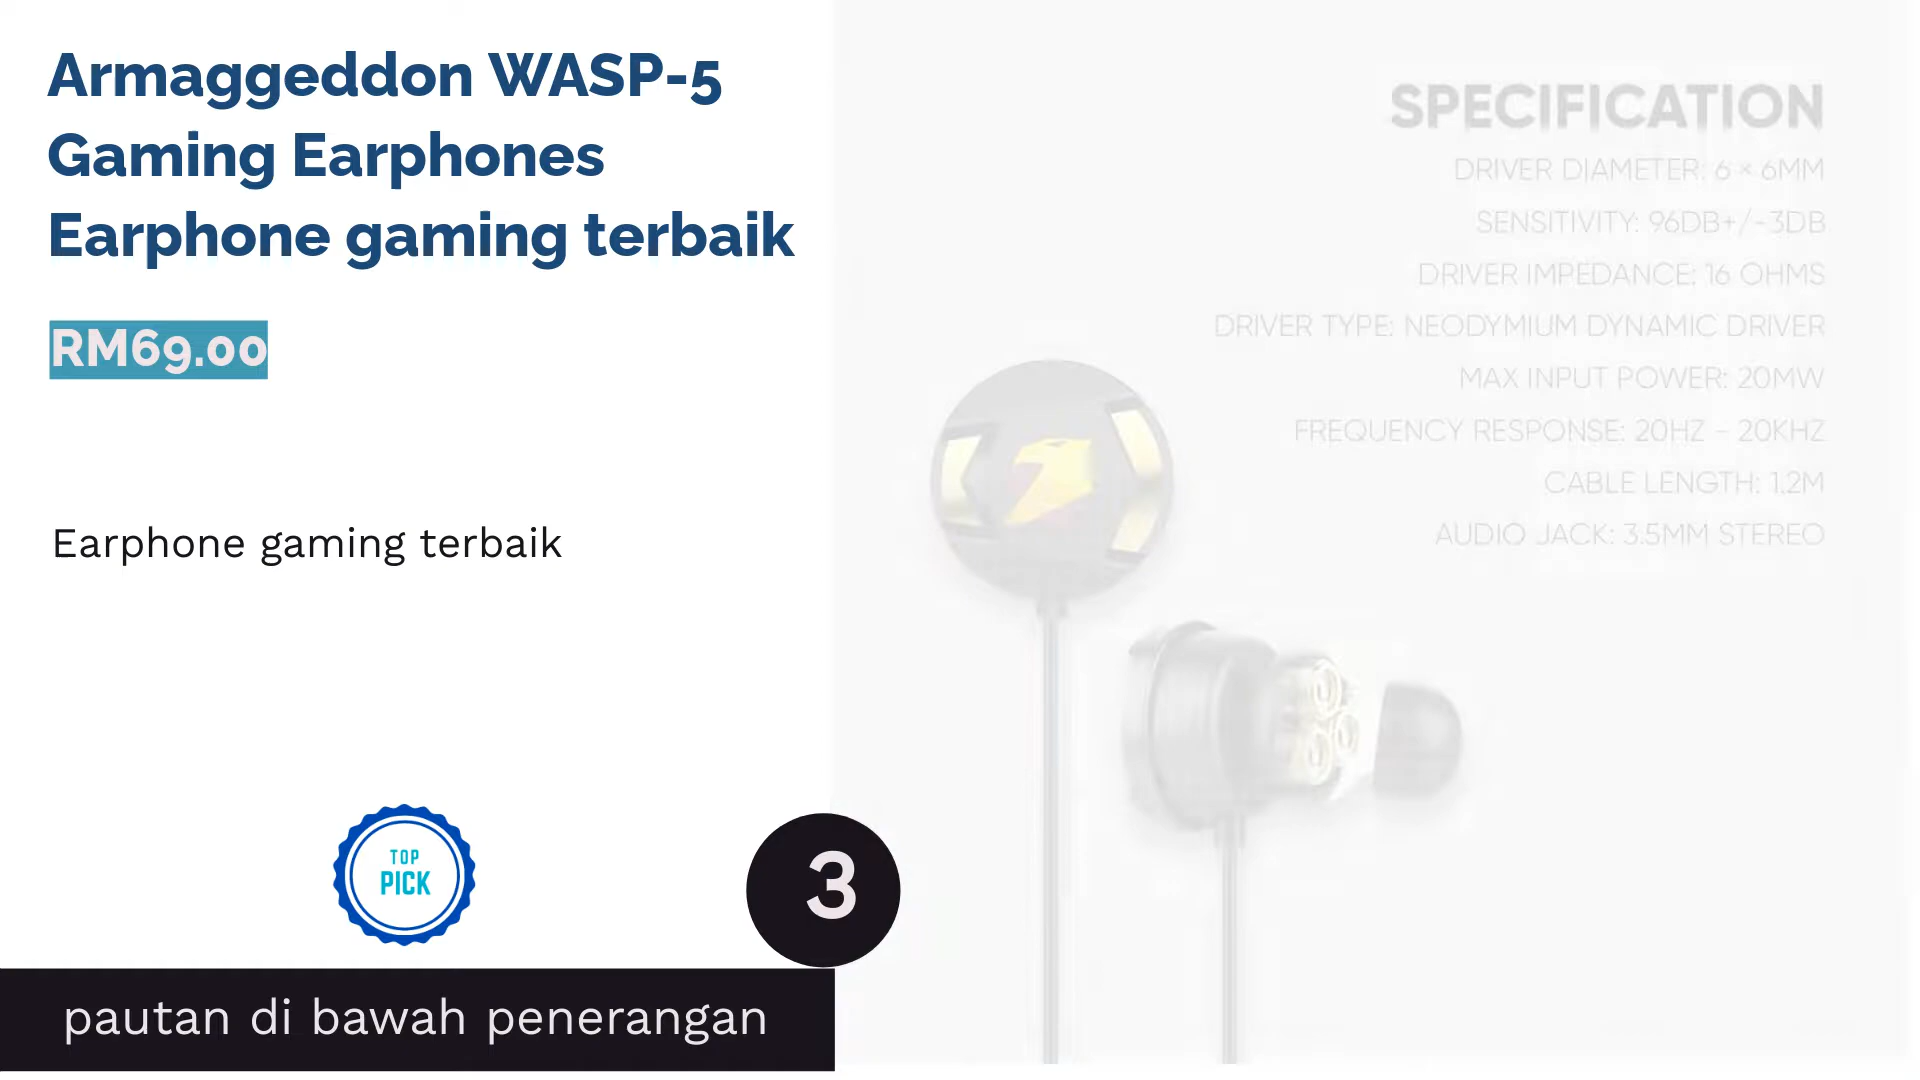 Armaggeddon WASP-5
Gaming Earphones
Earphone gaming terbaik
RM69.00
Earphone gaming terbaik
TOP
PICK
3
pautan di bawah penerangan
SPECIFICATION
DRIVER DIAMETER: 6 × 6MM
SENSITIVITY: 96DB+/-3DB
DRIVER IMPEDANCE: 16 OHMS
DRIVER TYPE: NEODYMIUM DYNAMIC DRIVER
MAX INPUT POWER: 20MW
FREQUENCY RESPONSE: 20HZ - 20KHZ
CABLE LENGTH: 1.2M
AUDIO JACK: 3.5MM STEREO